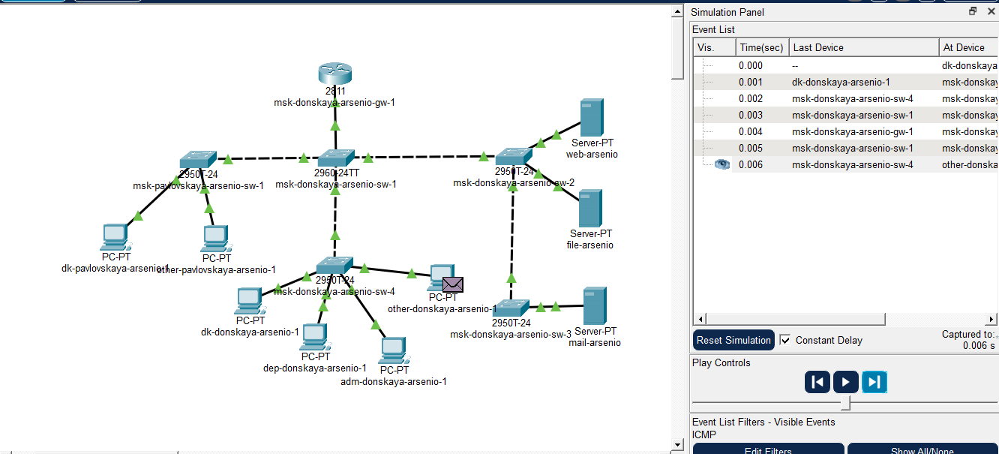 Simulation Panel
Event List
Vis. Time(sec) Last Device At Device
0.000 -- dk-donskaya
0.001 dk-donskaya-arsenio-1 msk-donskay
0.002 msk-donskaya-arsenio-sw-4 msk-donskay
0.003 msk-donskaya-arsenio-sw-1 msk-donskay
0.004 msk-donskaya-arsenio-gw-1 msk-donskay
0.005 msk-donskaya-arsenio-sw-1 msk-donskay
0.006 msk-donskaya-arsenio-sw-4 other-donska
2811
msk-donskaya-arsenio-gw-1
Server-PT
web-arsenio
2950T-24
msk-pavlovskaya-arsenio-sw-1
2960-24TT
msk-donskaya-arsenio-sw-1
2950T-24
msk-donskaya-arsenio-sw-2
Server-PT
file-arsenio
PC-PT
dk-pavlovskaya-arsenio-1
PC-PT
other-pavlovskaya-arsenio-1
2950T-24
msk-donskaya-arsenio-sw-4
PC-PT
other-donskaya-arsenio-1
PC-PT
dk-donskaya-arsenio-1
2950T-24
msk-donskaya-arsenio-sw-3
Server-PT
mail-arsenio
PC-PT
dep-donskaya-arsenio-1
PC-PT
adm-donskaya-arsenio-1
Reset Simulation
Constant Delay
Captured to:
0.006 s
Play Controls
Event List Filters - Visible Events
ICMP
Edit Filters
Show All/None